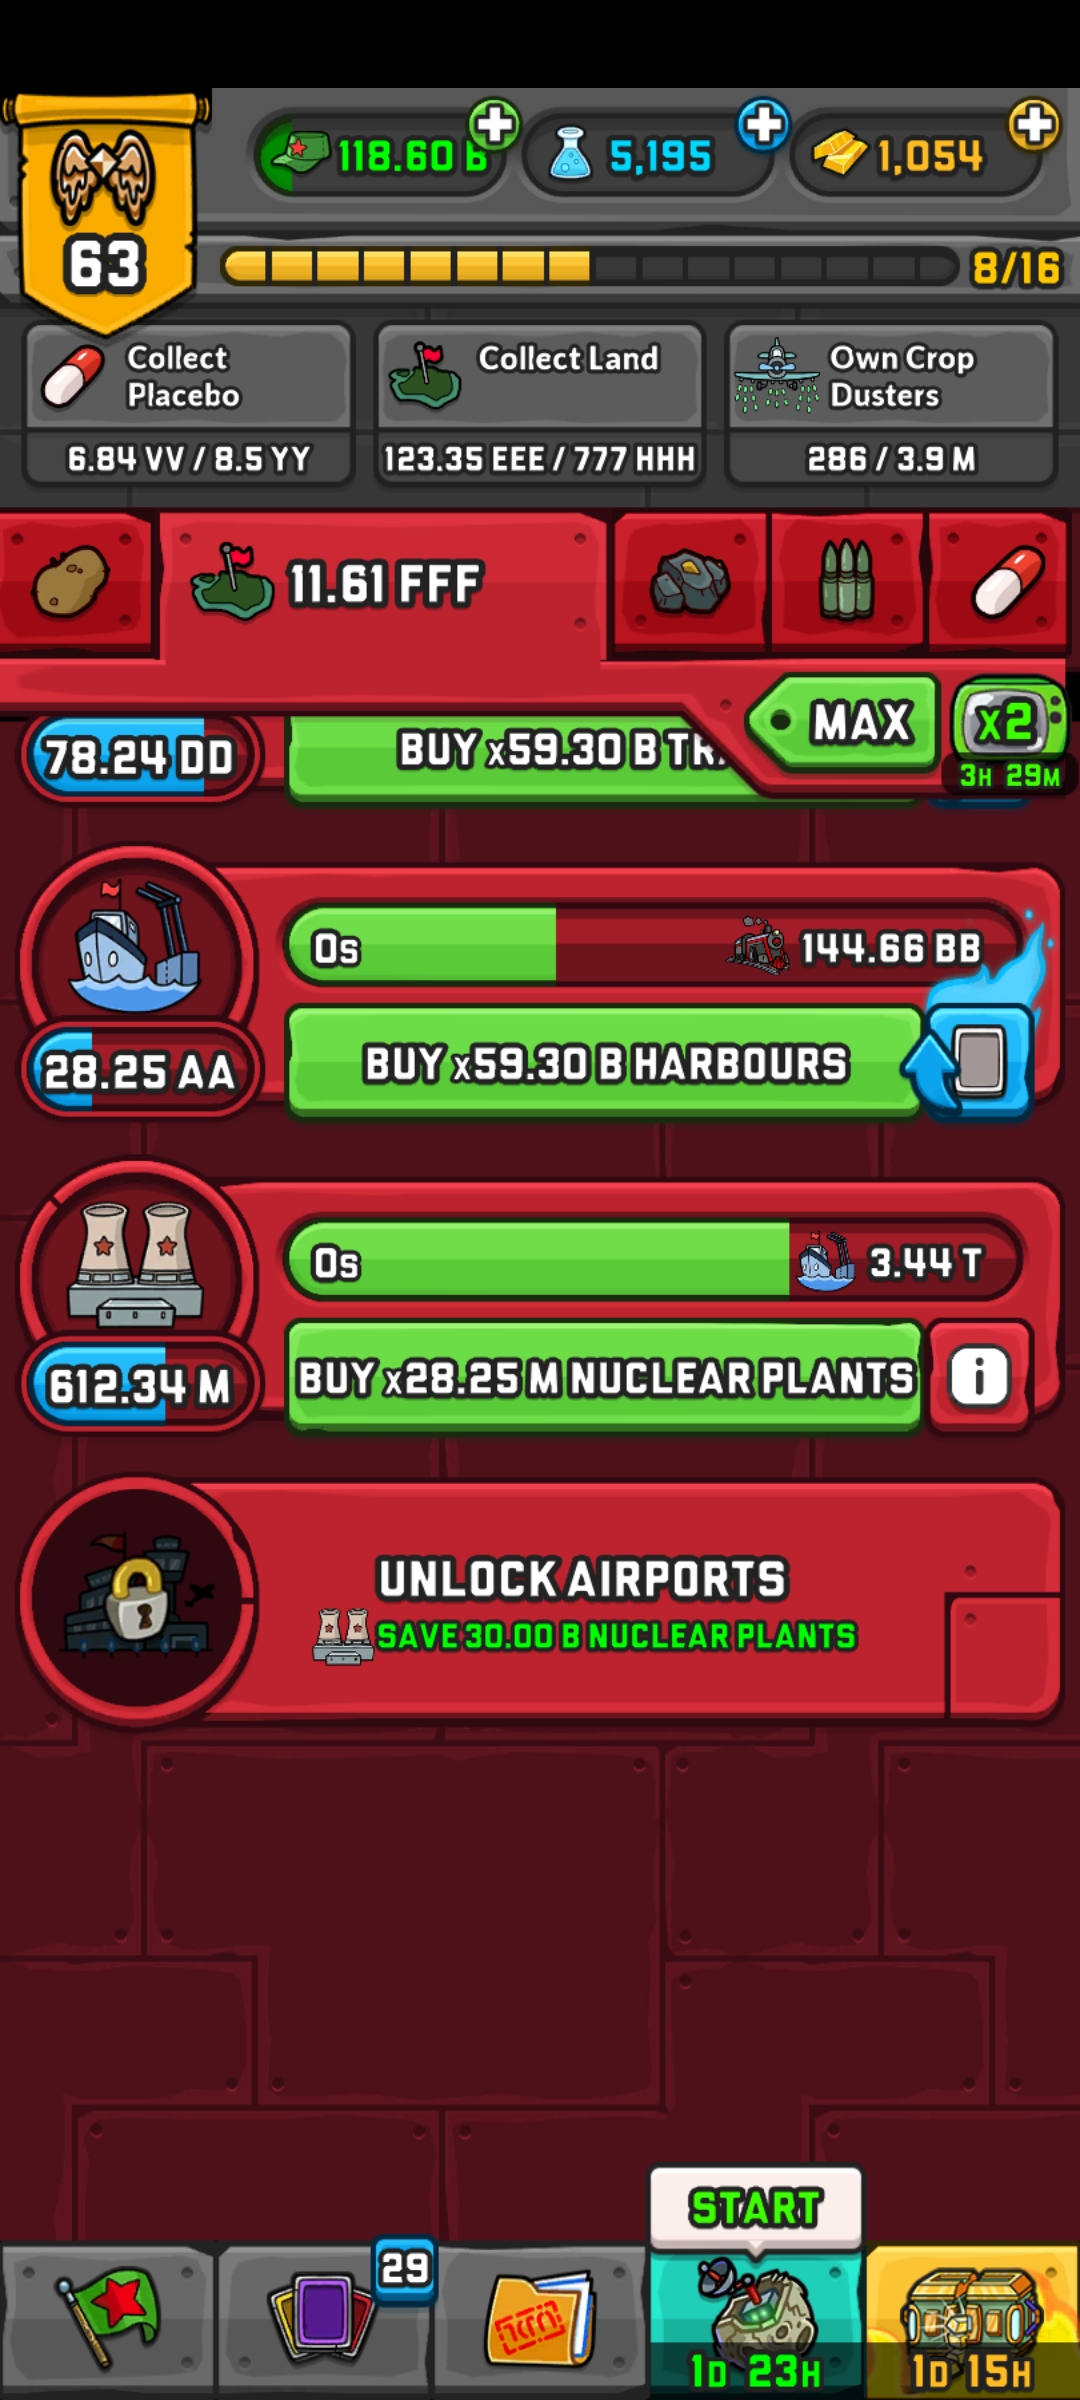 118.60 B
5,195
1,054
63
8/16
Collect
Placebo
6.84 VV / 8.5 YY
Collect Land
123.35 EEE / 777 HHH
Own Crop
Dusters
286 / 3.9 M
11.61 FFF
MAX
x2
3H 29M
78.24 DD
BUY x59.30 B
0s
144.66 BB
28.25 AA
BUY x59.30 B HARBOURS
0s
3.44 T
612.34 M
BUY x28.25 M NUCLEAR PLANTS
i
UNLOCK AIRPORTS
SAVE 30.00 B NUCLEAR PLANTS
START
29
1D 23H
1D 15H